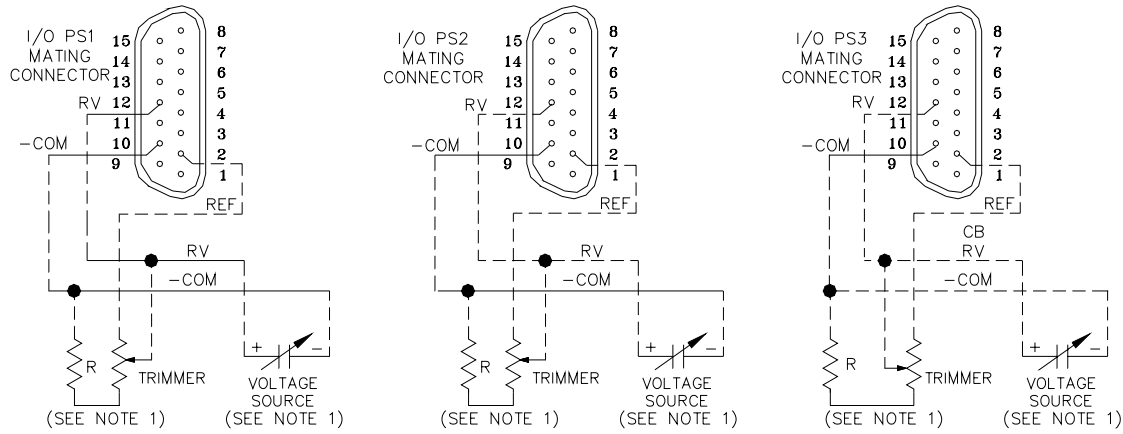 I/O PS1
MATING
CONNECTOR
15
14
13
12
11
10
9
8
7
6
5
4
3
2
1
RV
-COM
REF
RV
-COM
R
TRIMMER
+
-
VOLTAGE
SOURCE
(SEE NOTE 1)
(SEE NOTE 1)
I/O PS2
MATING
CONNECTOR
15
14
13
12
11
10
9
8
7
6
5
4
3
2
1
RV
-COM
REF
RV
-COM
R
TRIMMER
+
-
VOLTAGE
SOURCE
(SEE NOTE 1)
(SEE NOTE 1)
I/O PS3
MATING
CONNECTOR
15
14
13
12
11
10
9
8
7
6
5
4
3
2
1
RV
-COM
REF
CB
RV
-COM
R
TRIMMER
+
-
VOLTAGE
SOURCE
(SEE NOTE 1)
(SEE NOTE 1)